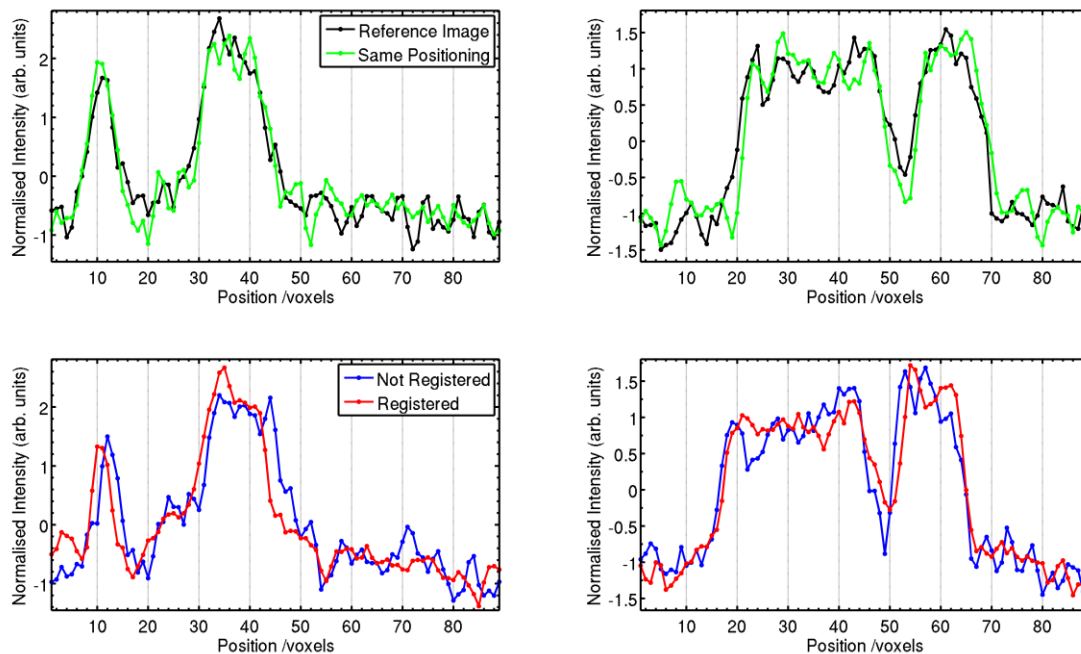 Normalised Intensity (arb. units)
2
1
0
-1
Reference Image
Same Positioning
10 20 30 40 50 60 70 80
Position /voxels
Normalised Intensity (arb. units)
1.5
1
0.5
0
-0.5
-1
-1.5
10 20 30 40 50 60 70 80
Position /voxels
Normalised Intensity (arb. units)
2
1
0
-1
Not Registered
Registered
10 20 30 40 50 60 70 80
Position /voxels
Normalised Intensity (arb. units)
1.5
1
0.5
0
-0.5
-1
-1.5
10 20 30 40 50 60 70 80
Position /voxels